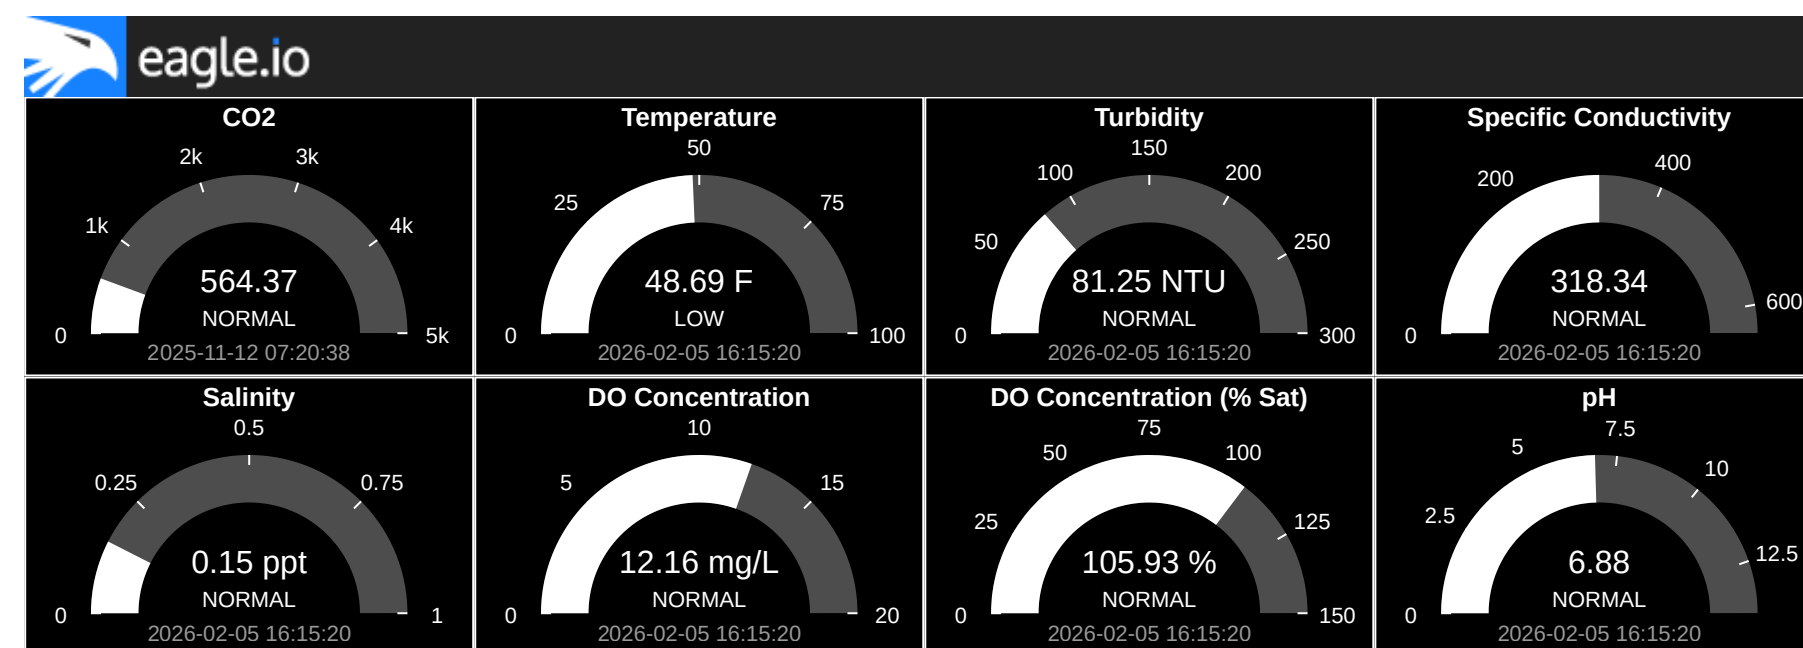 eagle.io
CO2
0
1k
2k
3k
4k
5k
564.37
NORMAL
2025-11-12 07:20:38
Temperature
0
25
50
75
100
48.69 F
LOW
2026-02-05 16:15:20
Turbidity
0
50
100
150
200
250
300
81.25 NTU
NORMAL
2026-02-05 16:15:20
Specific Conductivity
0
200
400
600
318.34
NORMAL
2026-02-05 16:15:20
Salinity
0
0.25
0.5
0.75
1
0.15 ppt
NORMAL
2026-02-05 16:15:20
DO Concentration
0
5
10
15
20
12.16 mg/L
NORMAL
2026-02-05 16:15:20
DO Concentration (% Sat)
0
25
50
75
100
125
150
105.93 %
NORMAL
2026-02-05 16:15:20
pH
0
2.5
5
7.5
10
12.5
6.88
NORMAL
2026-02-05 16:15:20